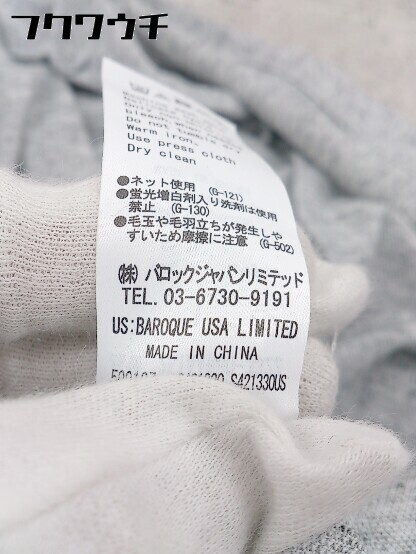 フクワウチ
Do not tumble dry
Warm iron.
Use press cloth
Dry clean
●ネット使用 (G-121)
●蛍光増白剤入り洗剤は使用
禁止 (G-130)
●毛玉や毛羽立ちが発生しや
すいため摩擦に注意 (G-502)
(株) バロックジャパンリミテッド
TEL. 03-6730-9191
US:BAROQUE USA LIMITED
MADE IN CHINA
S421330US